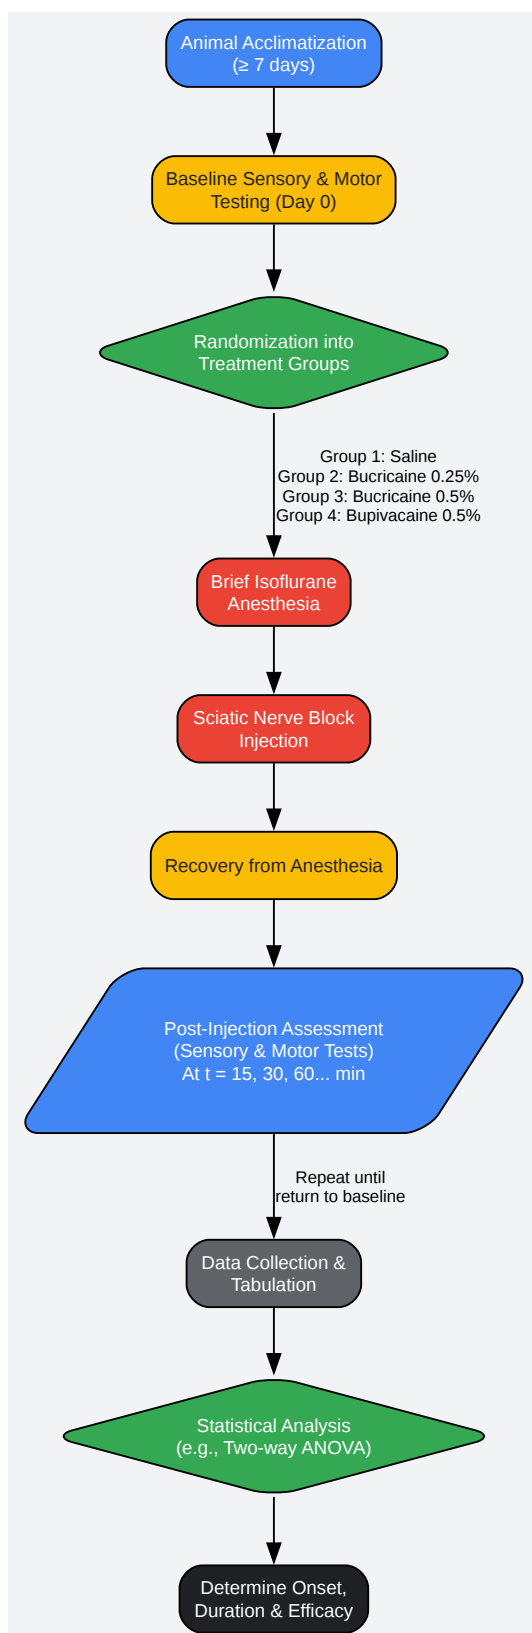 Animal Acclimatization
(≥ 7 days)
Baseline Sensory & Motor
Testing (Day 0)
Randomization into
Treatment Groups
Group 1: Saline
Group 2: Bucricaine 0.25%
Group 3: Bucricaine 0.5%
Group 4: Bupivacaine 0.5%
Brief Isoflurane
Anesthesia
Sciatic Nerve Block
Injection
Recovery from Anesthesia
Post-Injection Assessment
(Sensory & Motor Tests)
At t = 15, 30, 60... min
Repeat until
return to baseline
Data Collection &
Tabulation
Statistical Analysis
(e.g., Two-way ANOVA)
Determine Onset,
Duration & Efficacy